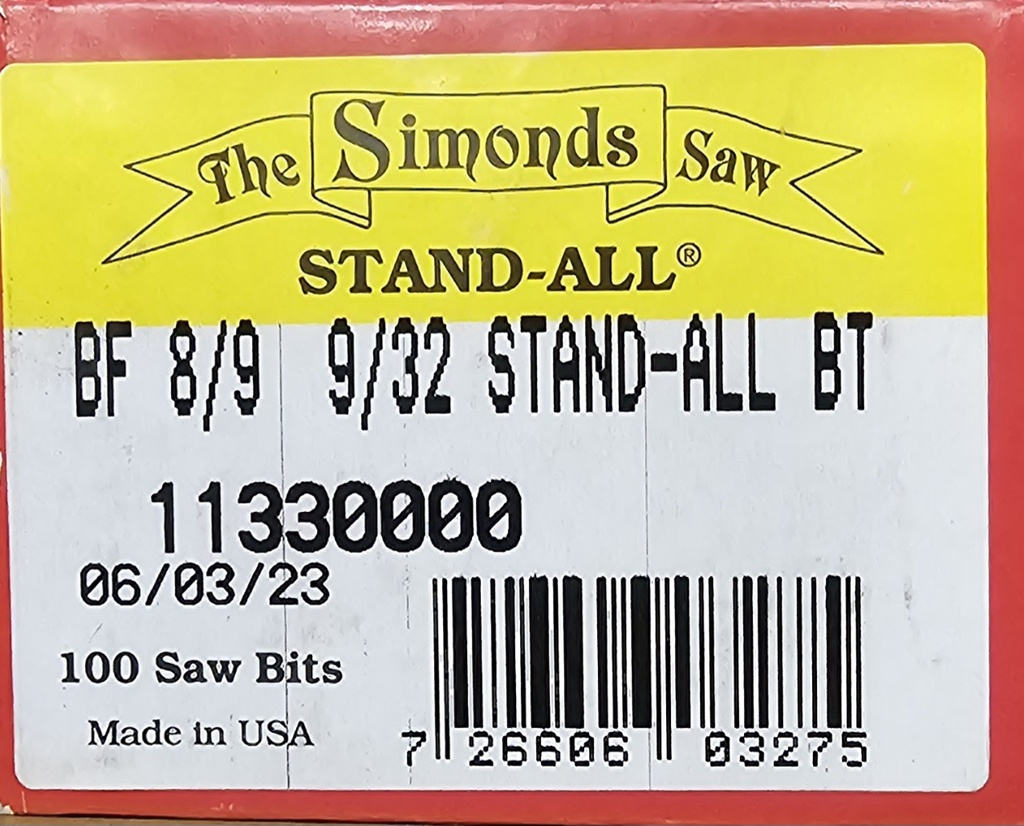 The Simonds Saw
STAND-ALL®
BF 8/9 9/32 STAND-ALL BT
11330000
06/03/23
100 Saw Bits
Made in USA
7 26606 03275